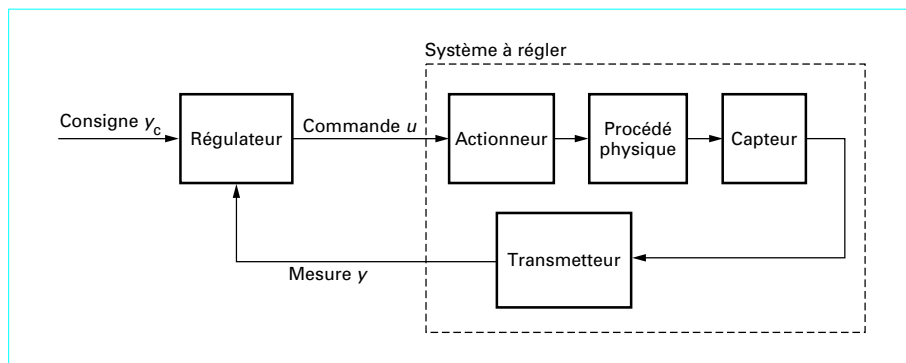 Système à régler
Consigne yc
Régulateur
Commande u
Actionneur
Procédé
physique
Capteur
Transmetteur
Mesure y